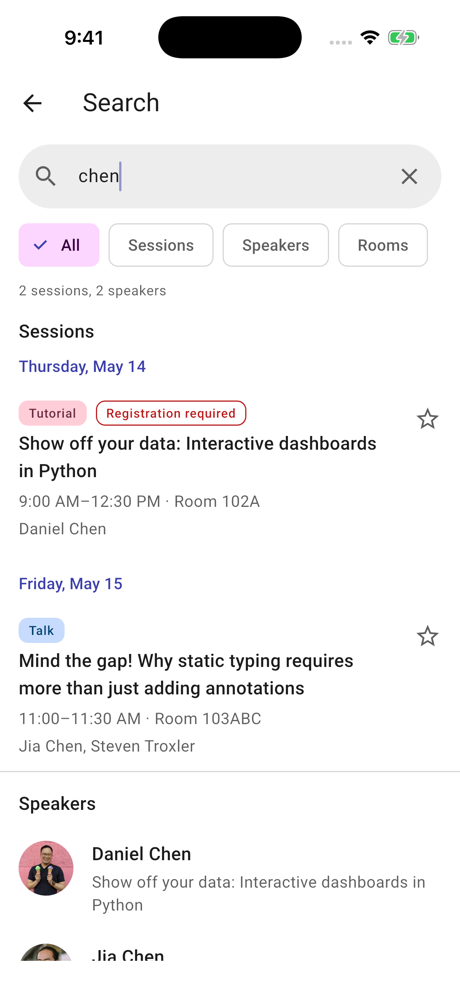 9:41
Search
chen
All
Sessions
Speakers
Rooms
2 sessions, 2 speakers
Sessions
Thursday, May 14
Tutorial
Registration required
Show off your data: Interactive dashboards
in Python
9:00 AM–12:30 PM · Room 102A
Daniel Chen
Friday, May 15
Talk
Mind the gap! Why static typing requires
more than just adding annotations
11:00–11:30 AM · Room 103ABC
Jia Chen, Steven Troxler
Speakers
Daniel Chen
Show off your data: Interactive dashboards in
Python
Jia Chen